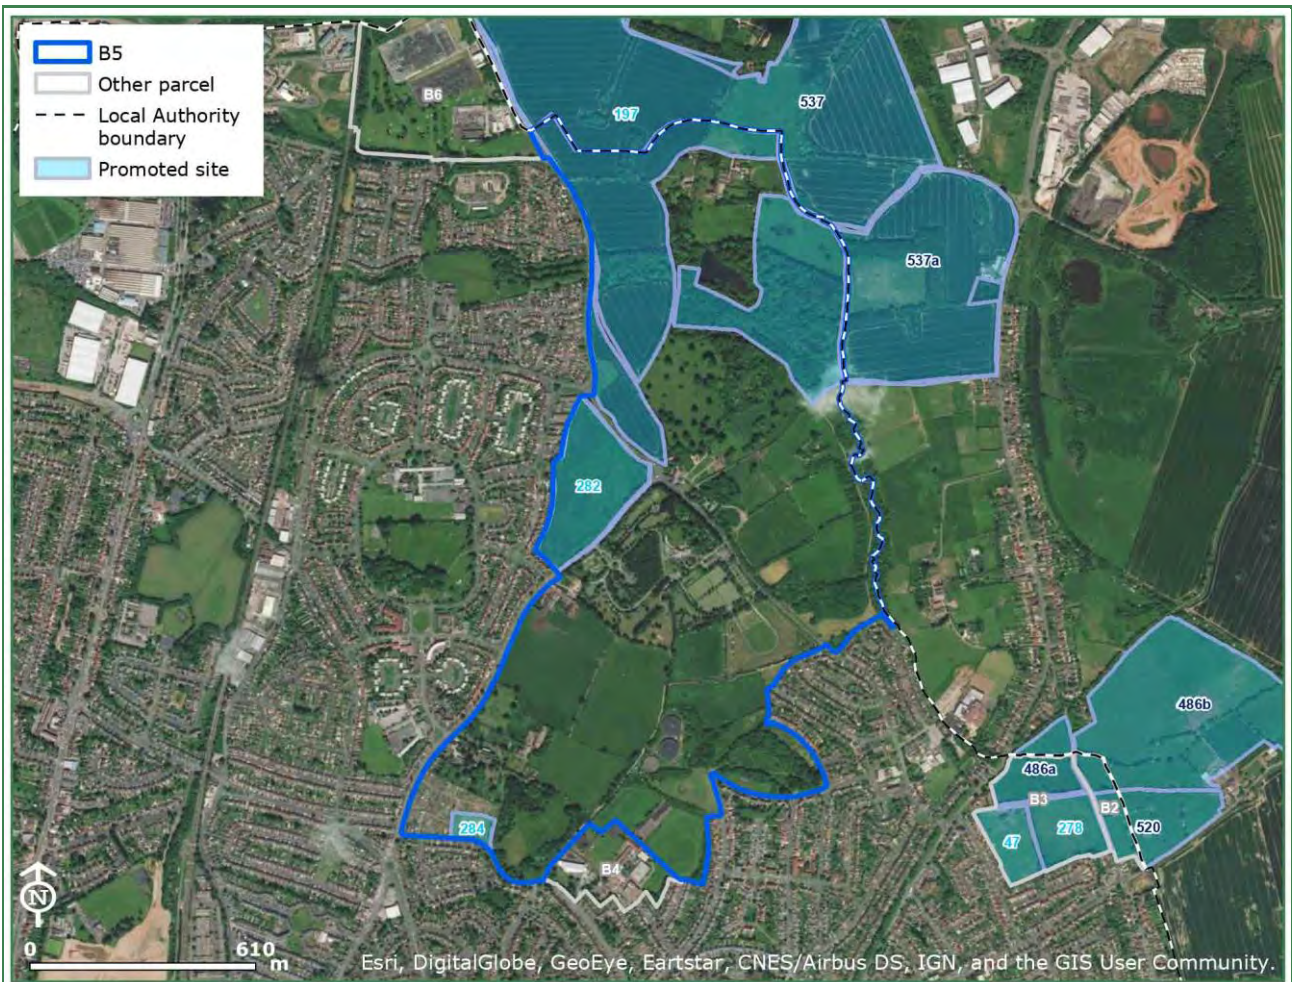 B5
Other parcel
Local Authority
boundary
Promoted site
B6
197
537
537a
282
486b
486a
B3
B2
47
278
520
284
B4
N
0 610
m
Esri, DigitalGlobe, GeoEye, Eartstar, CNES/Airbus DS, IGN, and the GIS User Community.